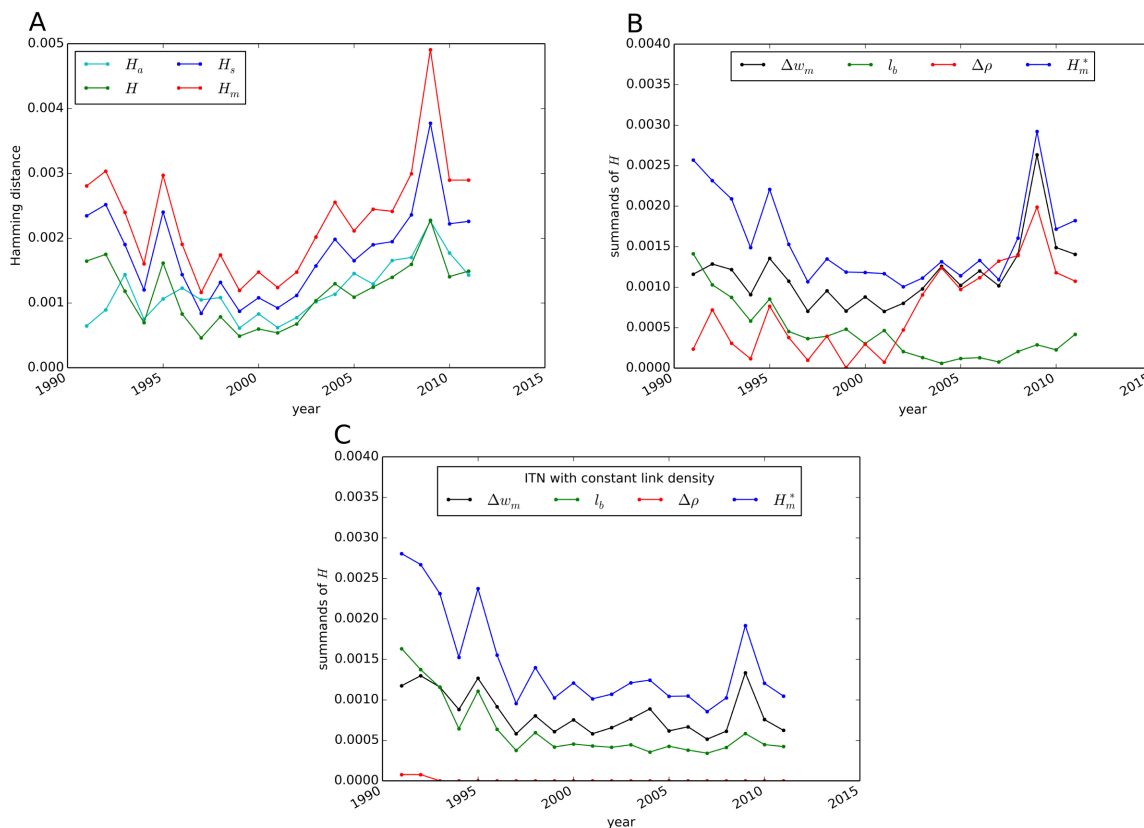 A
Hamming distance
0.005
0.004
0.003
0.002
0.001
0.000
H_a H_s
H H_m
1990 1995 2000 2005 2010 2015
year
B
summands of H
0.0040
0.0035
0.0030
0.0025
0.0020
0.0015
0.0010
0.0005
0.0000
Δw_m l_b Δρ H_m^*
1990 1995 2000 2005 2010 2015
year
C
summands of H
0.0040
0.0035
0.0030
0.0025
0.0020
0.0015
0.0010
0.0005
0.0000
ITN with constant link density
Δw_m l_b Δρ H_m^*
1990 1995 2000 2005 2010 2015
year